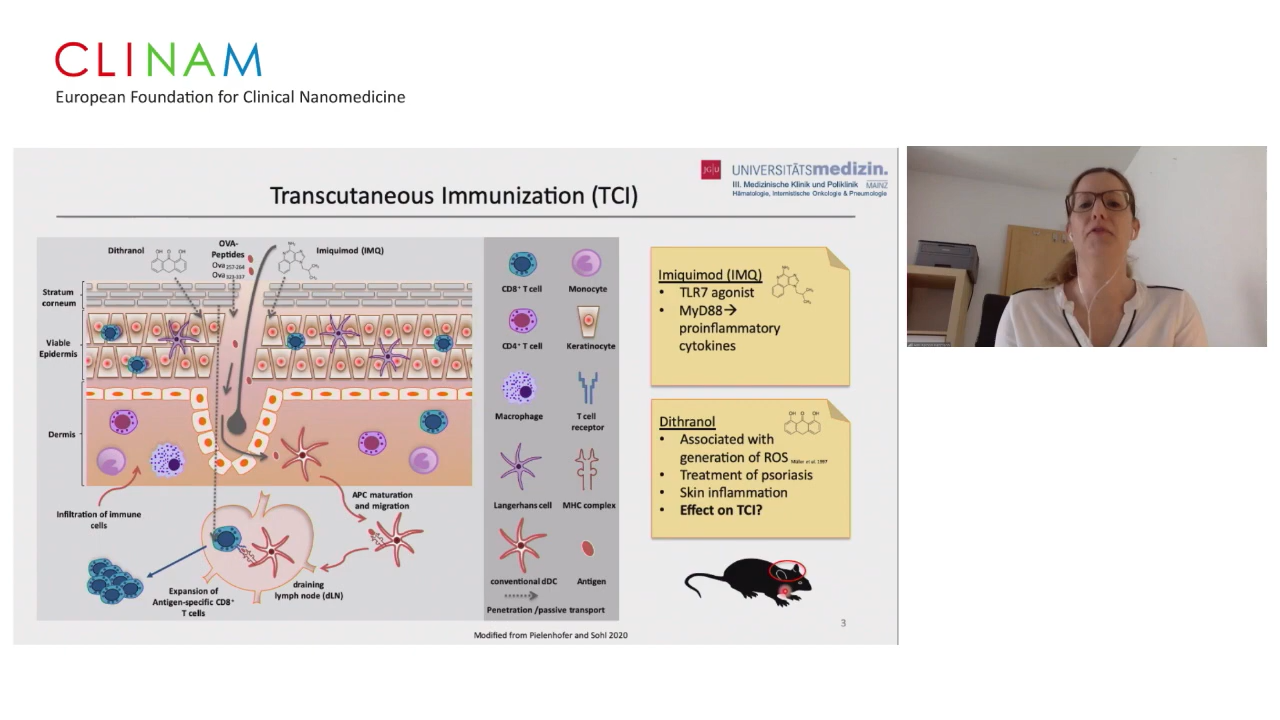 CLINAM
European Foundation for Clinical Nanomedicine
Transcutaneous Immunization (TCI)
JG|U
UNIVERSITÄTSmedizin.
III. Medizinische Klinik und Poliklinik MAINZ
Hämatologie, Internistische Onkologie & Pneumologie
Dithranol
OVA-
Peptides
Ova 257-264
Ova 323-337
Imiquimod (IMQ)
Stratum
corneum
Viable
Epidermis
Dermis
Infiltration of immune
cells
APC maturation
and migration
Expansion of
Antigen-specific CD8+
T cells
draining
lymph node (dLN)
CD8+ T cell
Monocyte
CD4+ T cell
Keratinocyte
Macrophage
T cell
receptor
Langerhans cell
MHC complex
conventional dDC
Antigen
Penetration /passive transport
Modified from Pielenhofer and Sohl 2020
Imiquimod (IMQ)
• TLR7 agonist
• MyD88→
proinflammatory
cytokines
Dithranol
• Associated with
generation of ROS Müller et al. 1997
• Treatment of psoriasis
• Skin inflammation
• Effect on TCI?
3